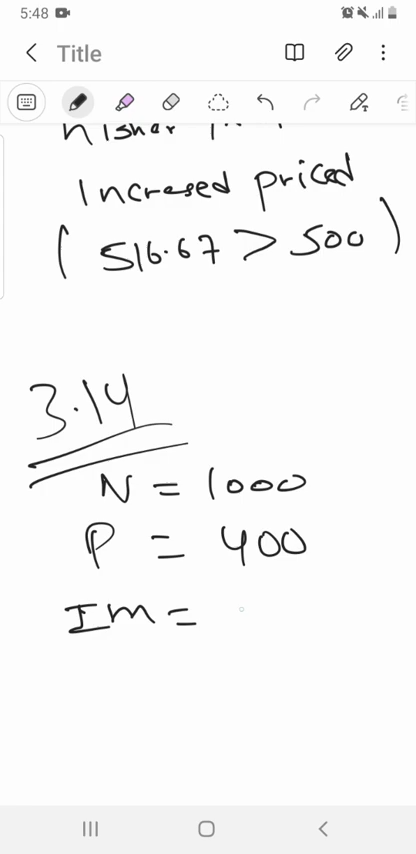 5:48
Title
Incresed priced
( 516.67 > 500 )
3.14
N = 1000
P = 400
Im =